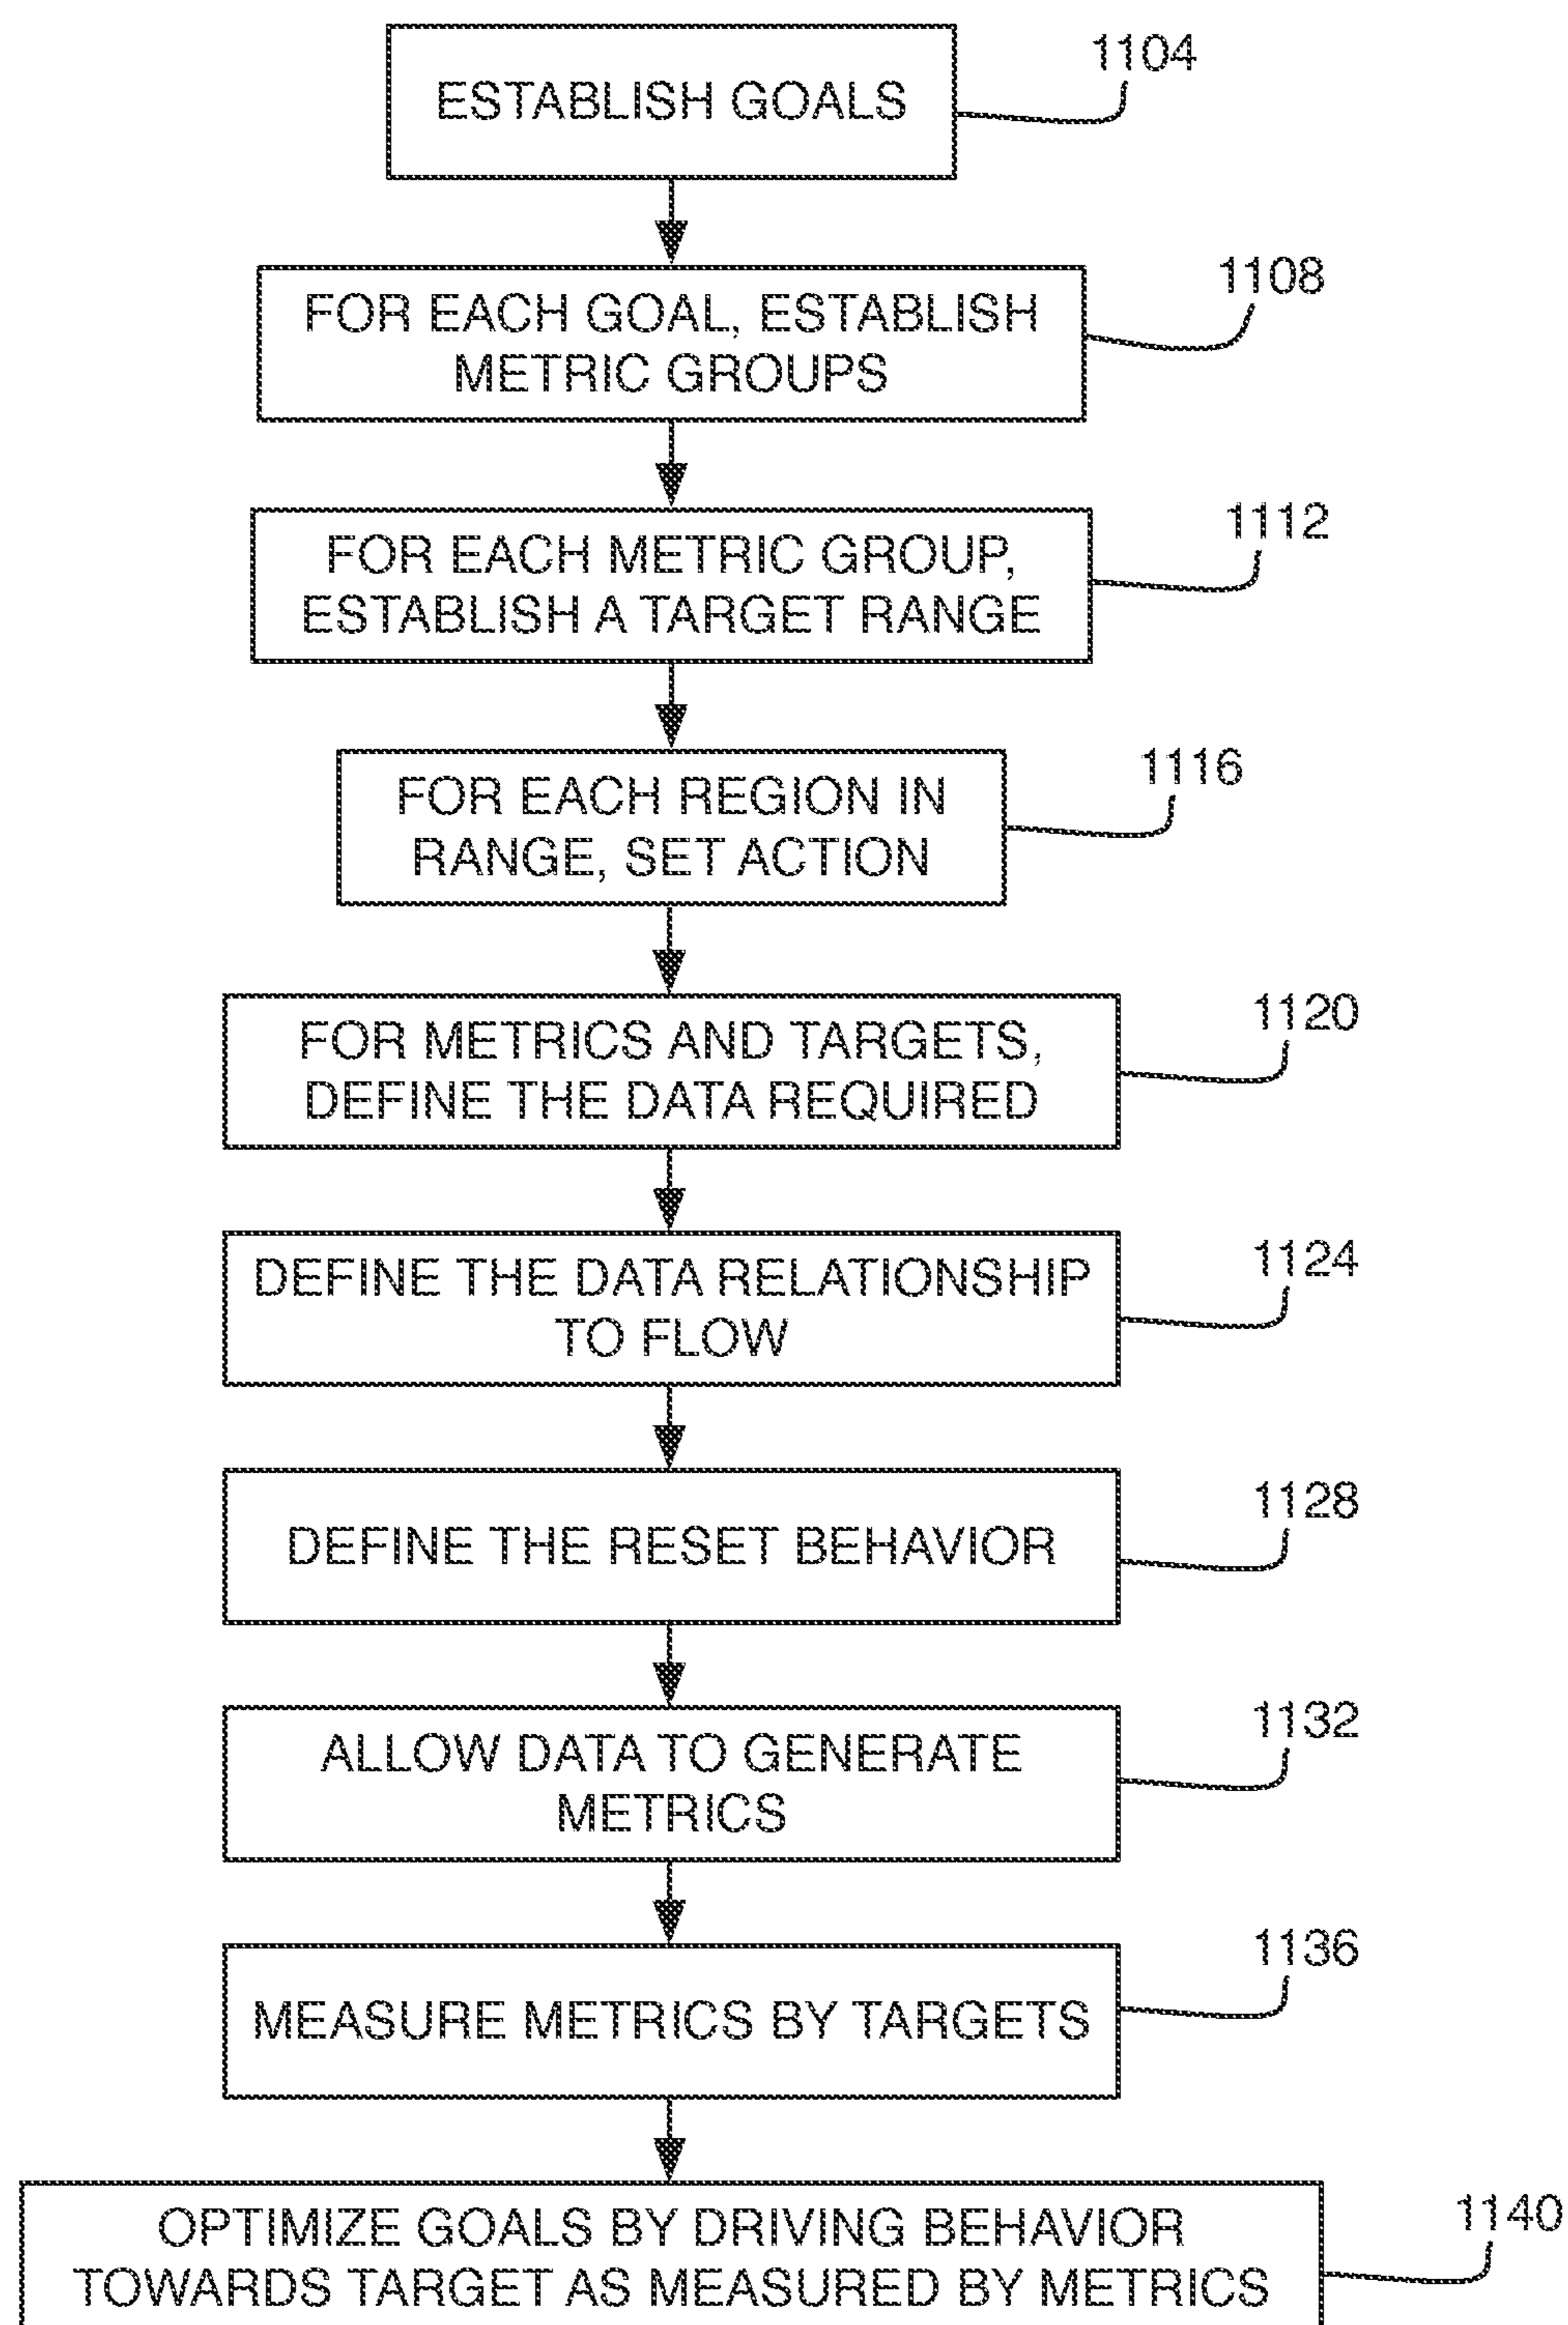 ESTABLISH GOALS
1104
FOR EACH GOAL, ESTABLISH
METRIC GROUPS
1108
FOR EACH METRIC GROUP,
ESTABLISH A TARGET RANGE
1112
FOR EACH REGION IN
RANGE, SET ACTION
1116
FOR METRICS AND TARGETS,
DEFINE THE DATA REQUIRED
1120
DEFINE THE DATA RELATIONSHIP
TO FLOW
1124
DEFINE THE RESET BEHAVIOR
1128
ALLOW DATA TO GENERATE
METRICS
1132
MEASURE METRICS BY TARGETS
1136
OPTIMIZE GOALS BY DRIVING BEHAVIOR
TOWARDS TARGET AS MEASURED BY METRICS
1140